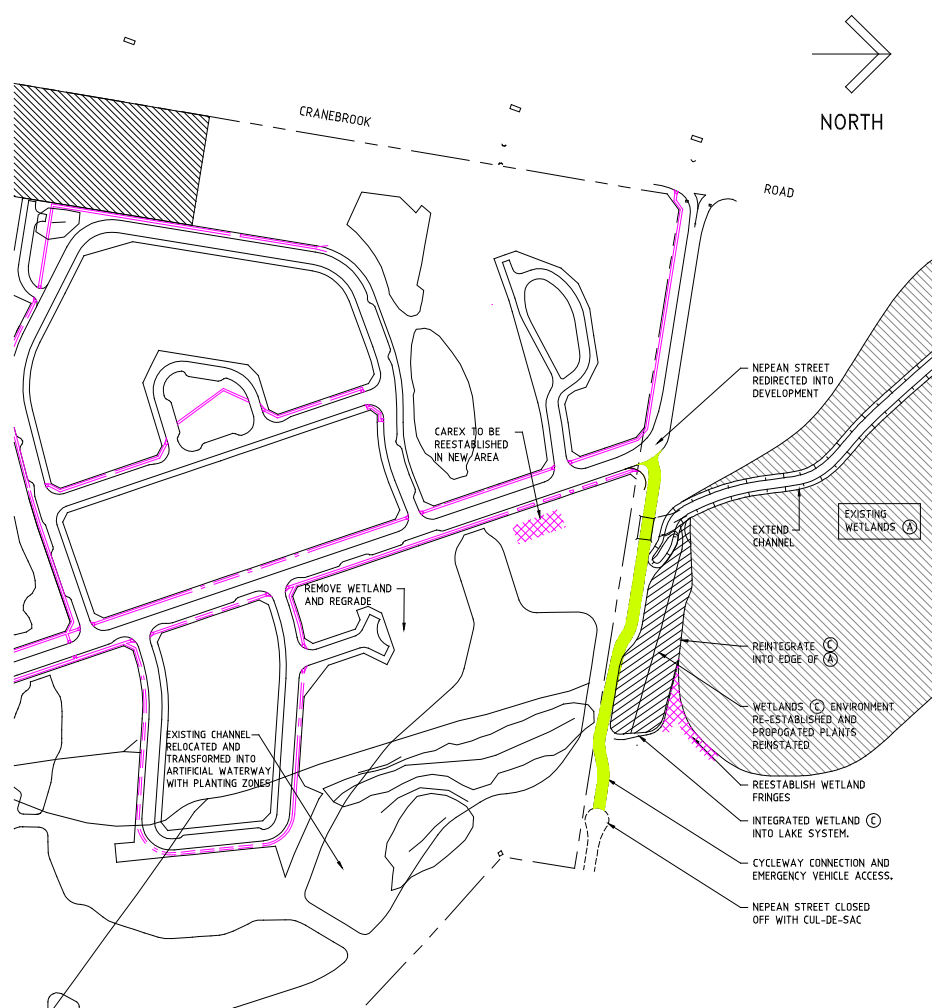 NORTH
CRANEBROOK
ROAD
NEPEAN STREET
REDIRECTED INTO
DEVELOPMENT
CAREX TO BE
REESTABLISHED
IN NEW AREA
EXISTING
WETLANDS A
EXTEND
CHANNEL
REMOVE WETLAND
AND REGRADE
REINTEGRATE C
INTO EDGE OF A
WETLANDS C ENVIRONMENT
RE-ESTABLISHED AND
PROPOGATED PLANTS
REINSTATED
EXISTING CHANNEL
RELOCATED AND
TRANSFORMED INTO
ARTIFICIAL WATERWAY
WITH PLANTING ZONES
REESTABLISH WETLAND
FRINGES
INTEGRATED WETLAND C
INTO LAKE SYSTEM.
CYCLEWAY CONNECTION AND
EMERGENCY VEHICLE ACCESS.
NEPEAN STREET CLOSED
OFF WITH CUL-DE-SAC